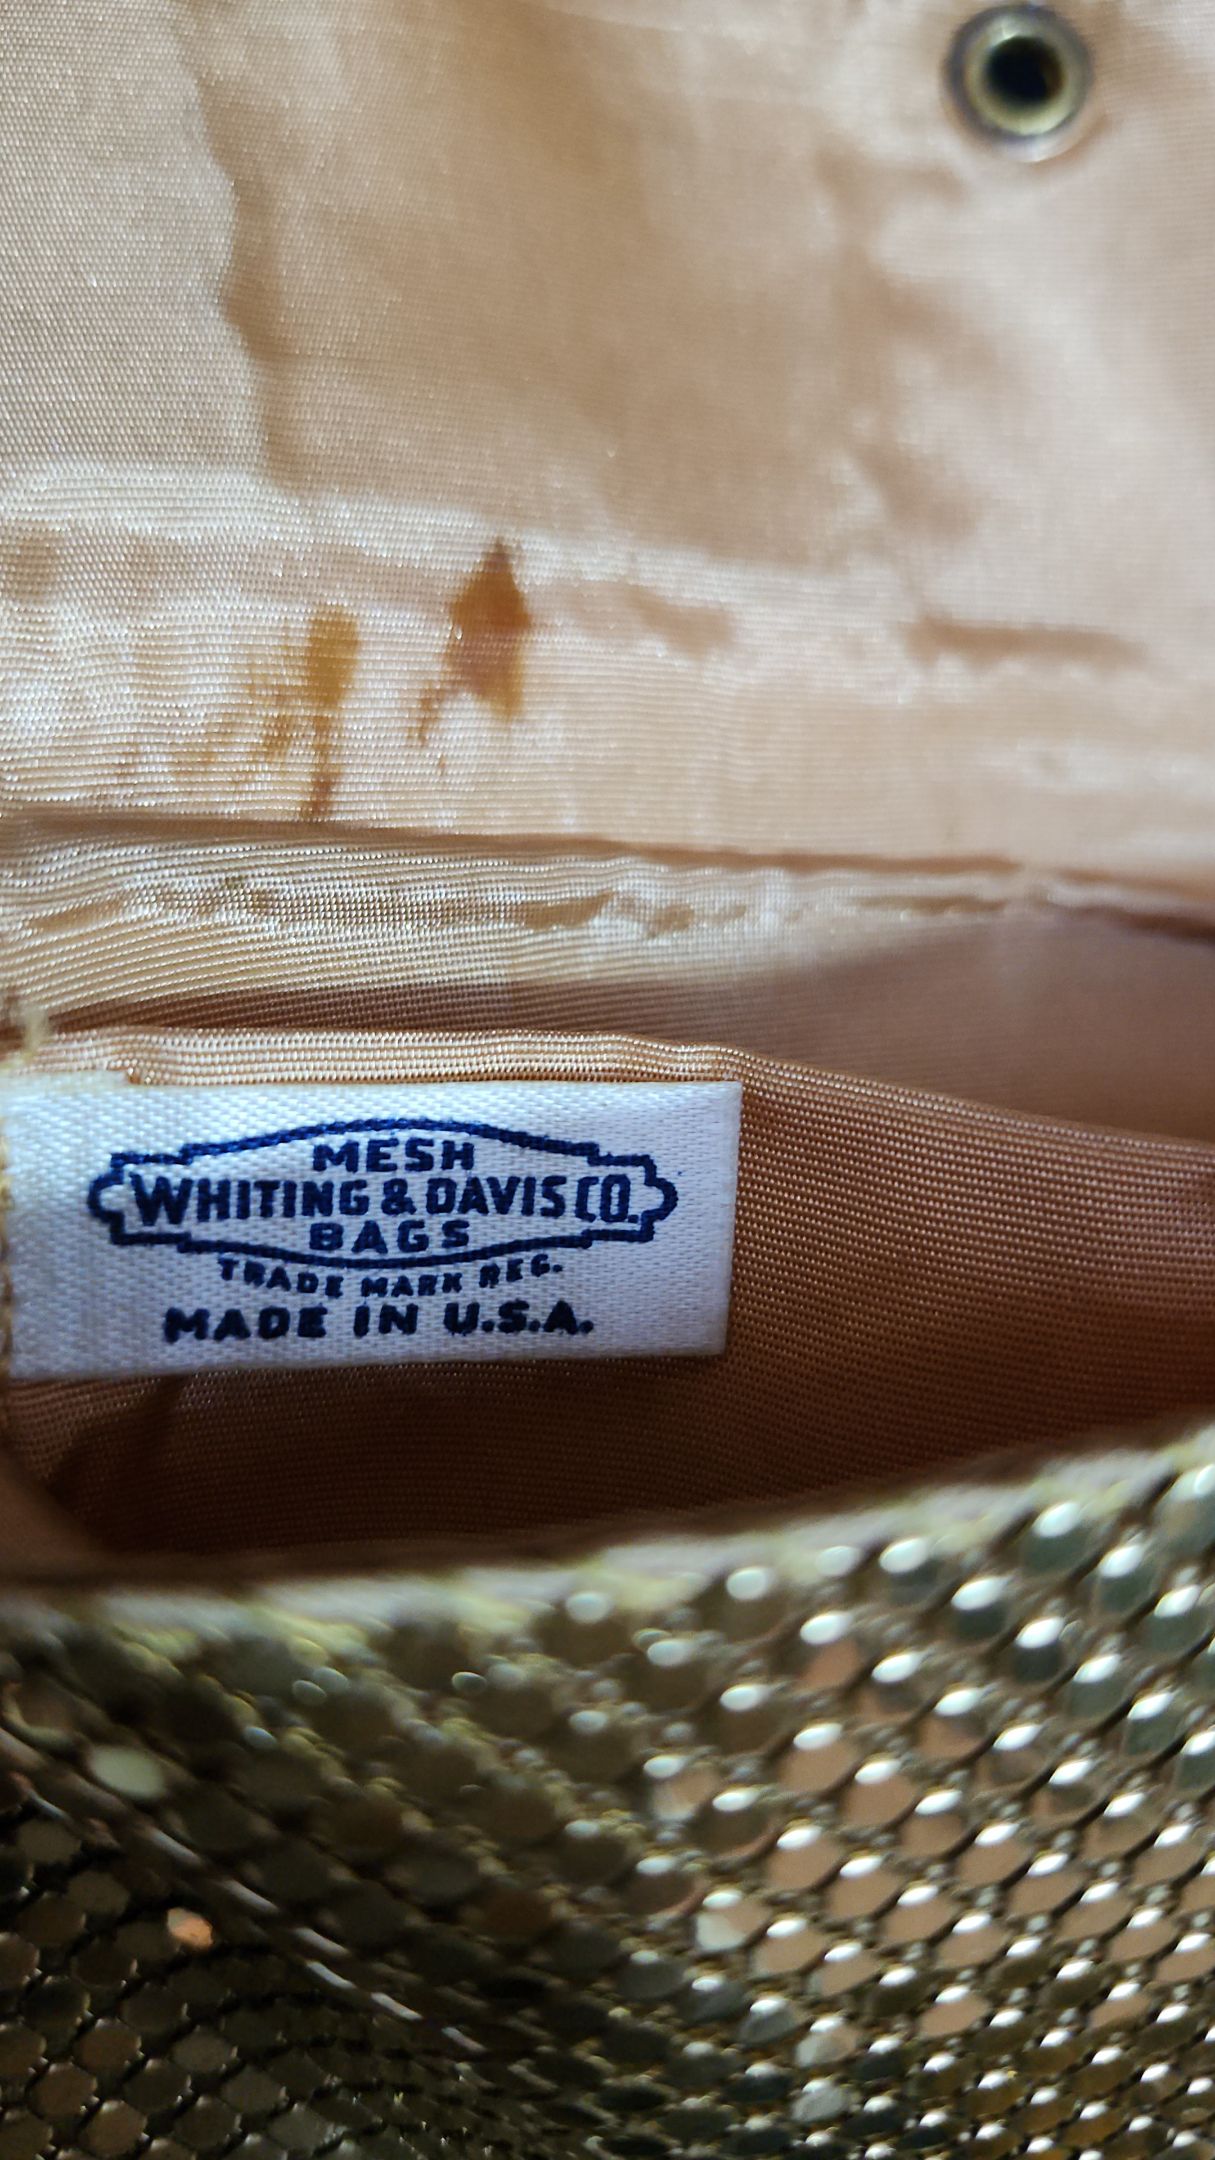 MESH
WHITING & DAVIS CO.
BAGS
TRADE MARK REG.
MADE IN U.S.A.